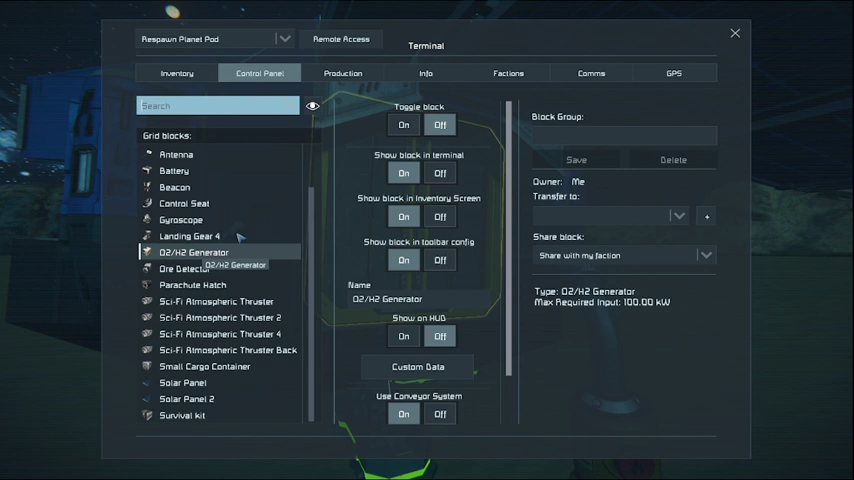 Respawn Planet Pod
Remote Access
Terminal
Inventory
Control Panel
Production
Info
Factions
Comms
GPS
Search
Grid blocks:
Antenna
Battery
Beacon
Control Seat
Gyroscope
Landing Gear 4
O2/H2 Generator
Ore Detector
O2/H2 Generator
Parachute Hatch
Sci-Fi Atmospheric Thruster
Sci-Fi Atmospheric Thruster 2
Sci-Fi Atmospheric Thruster 4
Sci-Fi Atmospheric Thruster Back
Small Cargo Container
Solar Panel
Solar Panel 2
Survival kit
Toggle block
On Off
Show block in terminal
On Off
Show block in Inventory Screen
On Off
Show block in toolbar config
On Off
Name
O2/H2 Generator
Show on HUD
On Off
Custom Data
Use Conveyor System
On Off
Block Group:
Save Delete
Owner: Me
Transfer to:
+
Share block:
Share with my faction
Type: O2/H2 Generator
Max Required Input: 100.00 kW